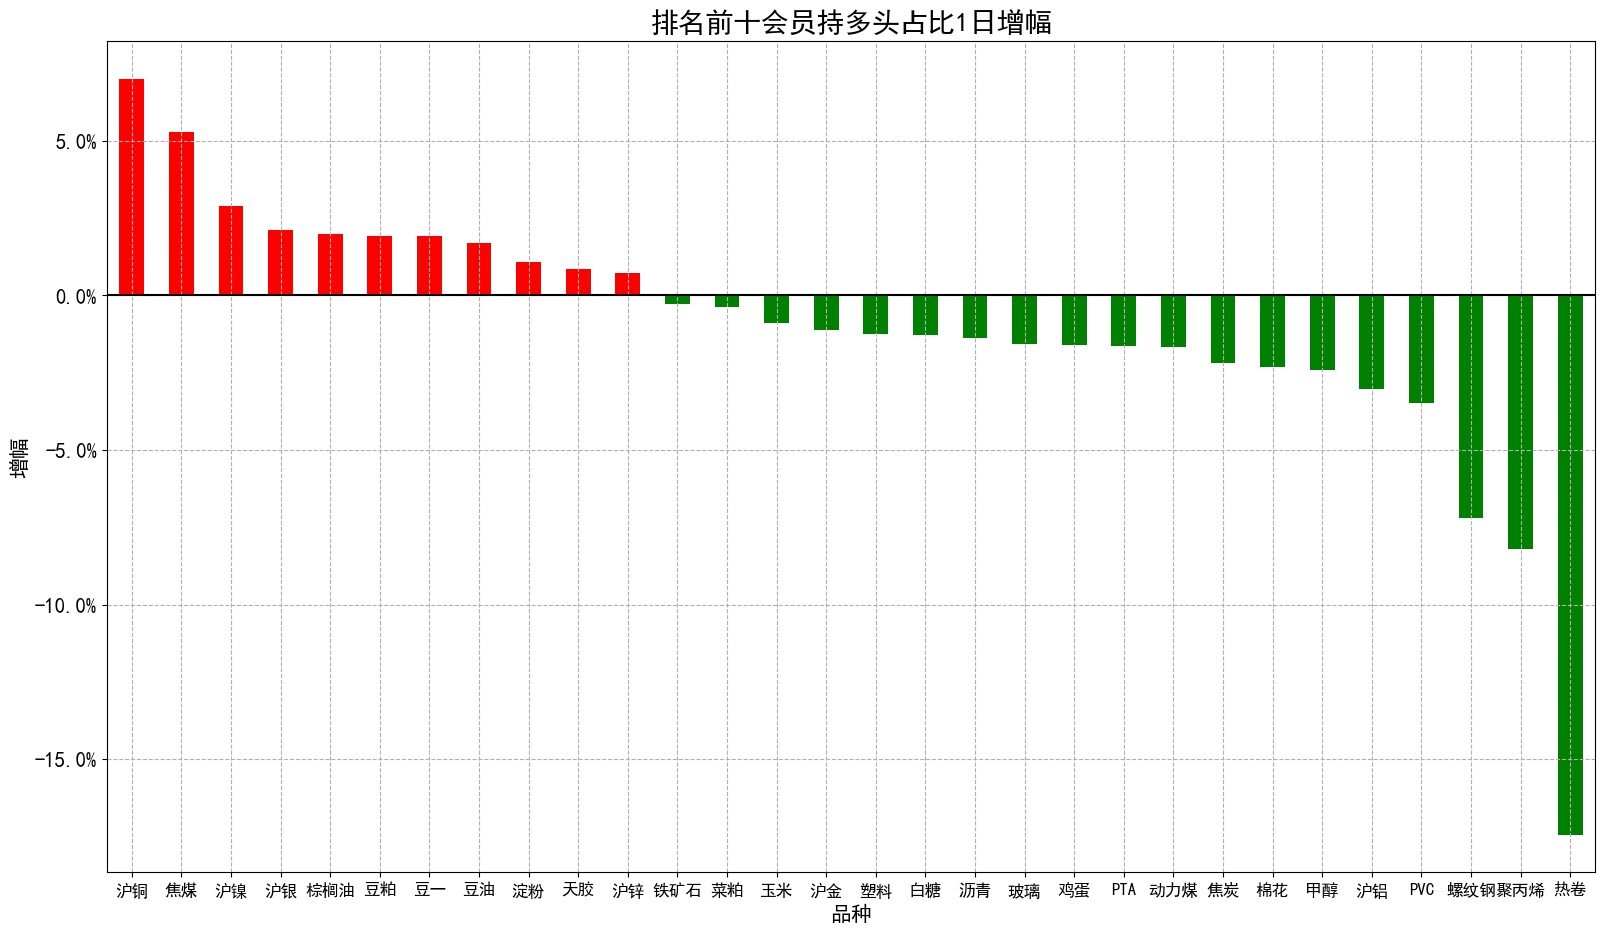 排名前十会员持多头占比1日增幅
5.0%
0.0%
−5.0%
−10.0%
−15.0%
增幅
沪铜 焦煤 沪镍 沪银 棕榈油 豆粕 豆一 豆油 淀粉 天胶 沪锌 铁矿石 菜粕 玉米 沪金 塑料 白糖 沥青 玻璃 鸡蛋 PTA 动力煤 焦炭 棉花 甲醇 沪铝 PVC 螺纹钢 聚丙烯 热卷
品种